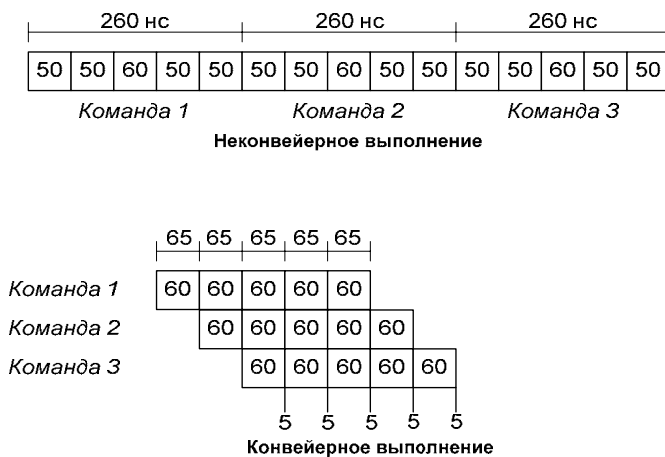 260 нс 260 нс 260 нс
50 50 60 50 50 50 50 60 50 50 50 50 60 50 50
Команда 1 Команда 2 Команда 3
Неконвейерное выполнение
65 65 65 65 65
Команда 1 60 60 60 60 60
Команда 2 60 60 60 60 60
Команда 3 60 60 60 60 60
5 5 5 5 5
Конвейерное выполнение